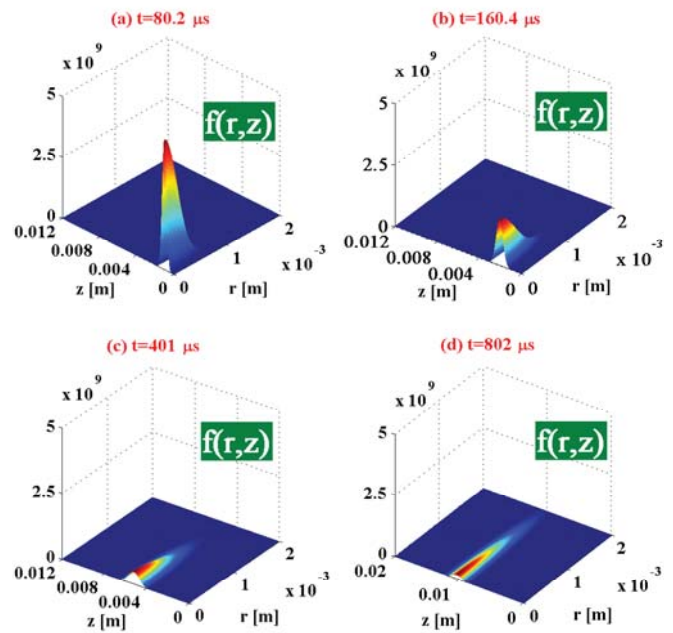 (a) t=80.2 μs
x 10^9
5
2.5
0
f(r,z)
0.012
0.008
0.004
0
z [m]
0
1
2
x 10^-3
r [m]
(b) t=160.4 μs
x 10^9
5
2.5
0
f(r,z)
0.012
0.008
0.004
0
z [m]
0
1
2
x 10^-3
r [m]
(c) t=401 μs
x 10^9
5
2.5
0
f(r,z)
0.012
0.008
0.004
0
z [m]
0
1
2
x 10^-3
r [m]
(d) t=802 μs
x 10^9
5
2.5
0
f(r,z)
0.02
0.01
0
z [m]
0
1
2
x 10^-3
r [m]